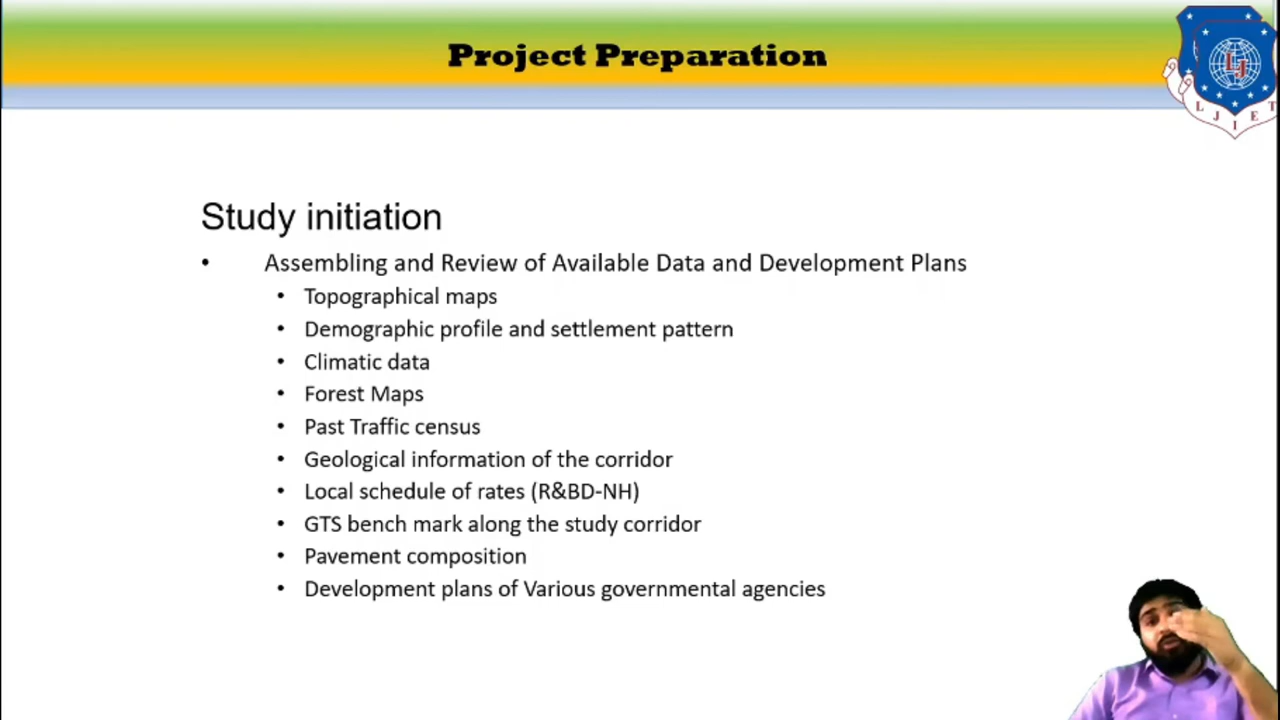 Project Preparation
LJ
L J I E T
Study initiation
• Assembling and Review of Available Data and Development Plans
• Topographical maps
• Demographic profile and settlement pattern
• Climatic data
• Forest Maps
• Past Traffic census
• Geological information of the corridor
• Local schedule of rates (R&BD-NH)
• GTS bench mark along the study corridor
• Pavement composition
• Development plans of Various governmental agencies